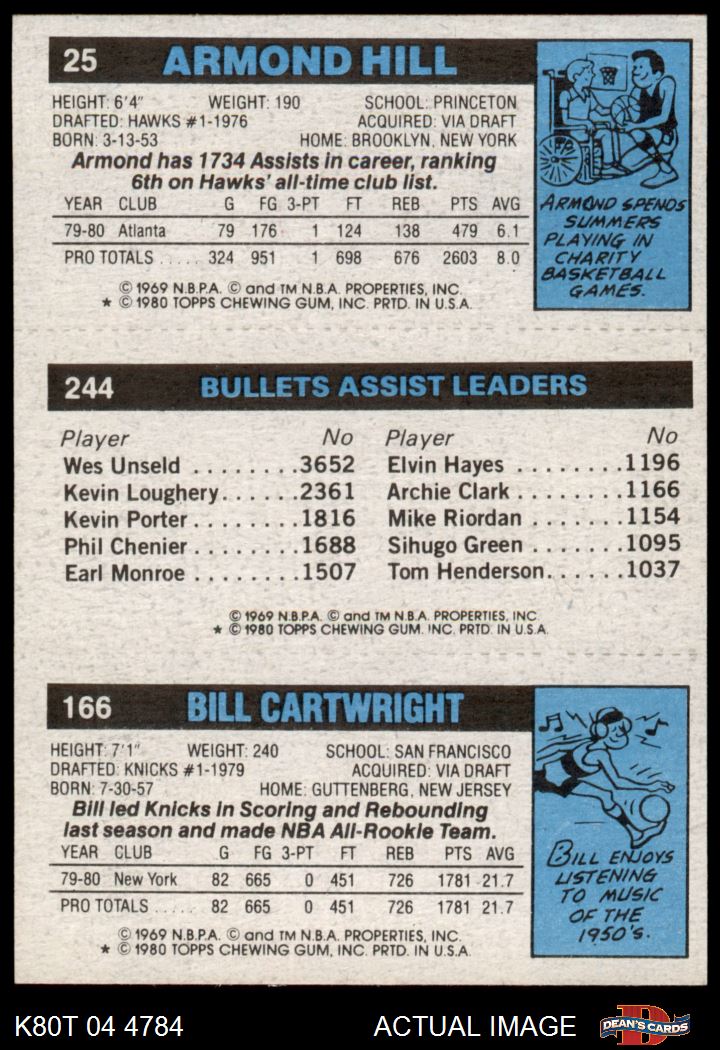 25 ARMOND HILL
HEIGHT: 6'4" WEIGHT: 190 SCHOOL: PRINCETON
DRAFTED: HAWKS #1-1976 ACQUIRED: VIA DRAFT
BORN: 3-13-53 HOME: BROOKLYN, NEW YORK
Armond has 1734 Assists in career, ranking
6th on Hawks' all-time club list.
YEAR CLUB G FG 3-PT FT REB PTS AVG
79-80 Atlanta 79 176 1 124 138 479 6.1
PRO TOTALS ..... 324 951 1 698 676 2603 8.0
© 1969 N.B.P.A. © and TM N.B.A. PROPERTIES, INC.
* © 1980 TOPPS CHEWING GUM, INC. PRTD. IN U.S.A.
ARMOND SPENDS
SUMMERS
PLAYING IN
CHARITY
BASKETBALL
GAMES.
244 BULLETS ASSIST LEADERS
Player No Player No
Wes Unseld ........3652 Elvin Hayes ........1196
Kevin Loughery......2361 Archie Clark ........1166
Kevin Porter........1816 Mike Riordan .......1154
Phil Chenier ........1688 Sihugo Green .......1095
Earl Monroe ........1507 Tom Henderson......1037
© 1969 N.B.P.A. © and TM N.B.A. PROPERTIES, INC
* © 1980 TOPPS CHEWING GUM. INC. PRTD. IN U.S.A.
166 BILL CARTWRIGHT
HEIGHT: 7'1" WEIGHT: 240 SCHOOL: SAN FRANCISCO
DRAFTED: KNICKS #1-1979 ACQUIRED: VIA DRAFT
BORN: 7-30-57 HOME: GUTTENBERG, NEW JERSEY
Bill led Knicks in Scoring and Rebounding
last season and made NBA All-Rookie Team.
YEAR CLUB G FG 3-PT FT REB PTS AVG
79-80 New York 82 665 0 451 726 1781 21.7
PRO TOTALS ..... 82 665 0 451 726 1781 21.7
© 1969 N.B.P.A. © and TM N.B.A. PROPERTIES, INC.
* © 1980 TOPPS CHEWING GUM, INC. PRTD. IN U.S.A.
BILL ENJOYS
LISTENING
TO MUSIC
OF THE
1950's.
K80T 04 4784 ACTUAL IMAGE D DEAN'S CARDS